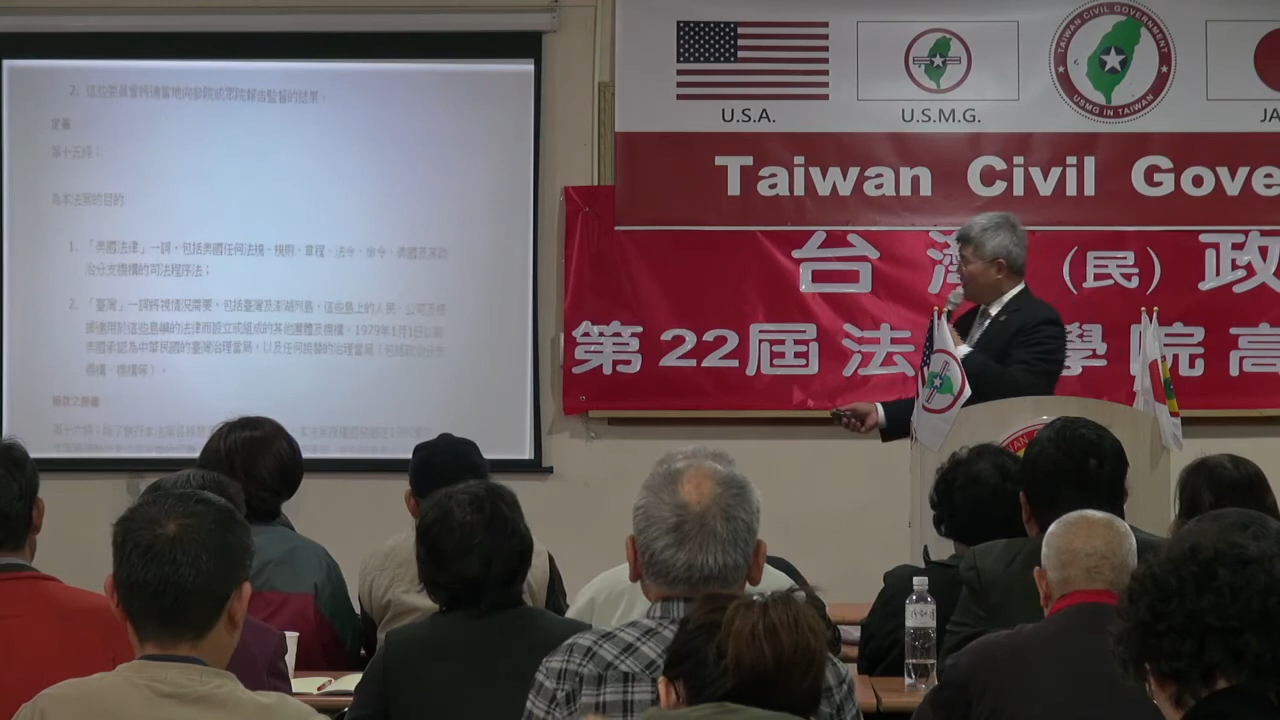 2. 這些委員會將適當地向參院或眾院報告監督的結果。
定義
第十五條：
為本法案的目的
1. 「美國法律」一詞，包括美國任何法規、規則、章程、法令、命令、美國及其政
治分支機構的司法程序法；
2. 「臺灣」一詞將視情況需要，包括臺灣及澎湖列島，這些島上的人民、公司及根
據適用於這些島嶼的法律而設立或組成的其他團體及機構，1979年1月1日以前
美國承認為中華民國的臺灣治理當局，以及任何接替的治理當局（包括政治分支
機構、機構等）。
條款之授權
U.S.A.
U.S.M.G.
TAIWAN CIVIL GOVERNMENT
USMG IN TAIWAN
JA
Taiwan Civil Gove
台灣(民)政
第22屆法學院高